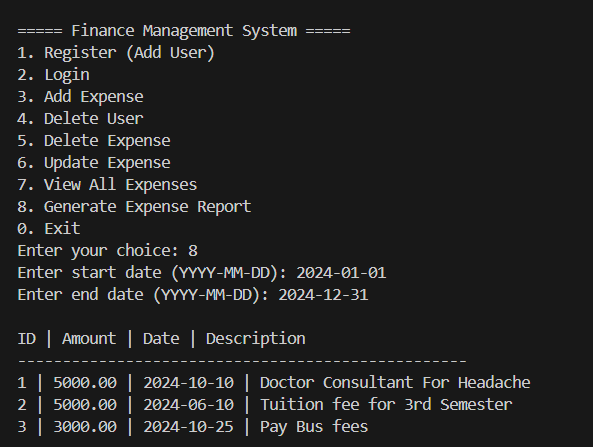 ===== Finance Management System =====
1. Register (Add User)
2. Login
3. Add Expense
4. Delete User
5. Delete Expense
6. Update Expense
7. View All Expenses
8. Generate Expense Report
0. Exit
Enter your choice: 8
Enter start date (YYYY-MM-DD): 2024-01-01
Enter end date (YYYY-MM-DD): 2024-12-31
ID | Amount | Date | Description
--------------------------------------------------
1 | 5000.00 | 2024-10-10 | Doctor Consultant For Headache
2 | 5000.00 | 2024-06-10 | Tuition fee for 3rd Semester
3 | 3000.00 | 2024-10-25 | Pay Bus fees